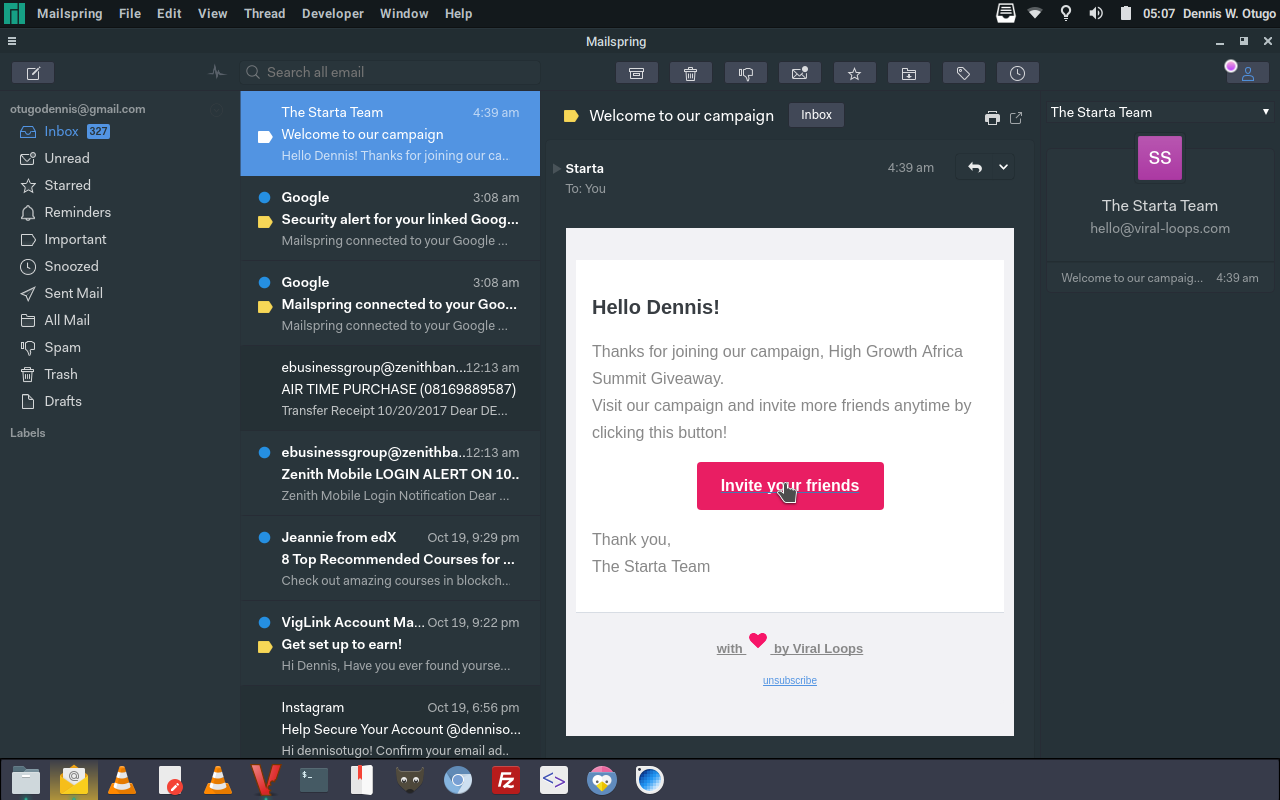 Mailspring File Edit View Thread Developer Window Help 05:07 Dennis W. Otugo
Mailspring
Search all email
otugodennis@gmail.com
Inbox 327
Unread
Starred
Reminders
Important
Snoozed
Sent Mail
All Mail
Spam
Trash
Drafts
Labels
The Starta Team 4:39 am
Welcome to our campaign
Hello Dennis! Thanks for joining our ca..
Google 3:08 am
Security alert for your linked Goog...
Mailspring connected to your Google ...
Google 3:08 am
Mailspring connected to your Goo...
Mailspring connected to your Google ...
ebusinessgroup@zenithban... 12:13 am
AIR TIME PURCHASE (08169889587)
Transfer Receipt 10/20/2017 Dear DE...
ebusinessgroup@zenithba.. 12:13 am
Zenith Mobile LOGIN ALERT ON 10..
Zenith Mobile Login Notification Dear ...
Jeannie from edX Oct 19, 9:29 pm
8 Top Recommended Courses for ...
Check out amazing courses in blockch..
VigLink Account Ma... Oct 19, 9:22 pm
Get set up to earn!
Hi Dennis, Have you ever found yourse...
Instagram Oct 19, 6:56 pm
Help Secure Your Account @denniso...
Hi dennisotugo! Confirm your email ad..
Welcome to our campaign Inbox
Starta 4:39 am
To: You
Hello Dennis!
Thanks for joining our campaign, High Growth Africa
Summit Giveaway.
Visit our campaign and invite more friends anytime by
clicking this button!
Invite your friends
Thank you,
The Starta Team
with by Viral Loops
unsubscribe
The Starta Team
SS
The Starta Team
hello@viral-loops.com
Welcome to our campaig... 4:39 am